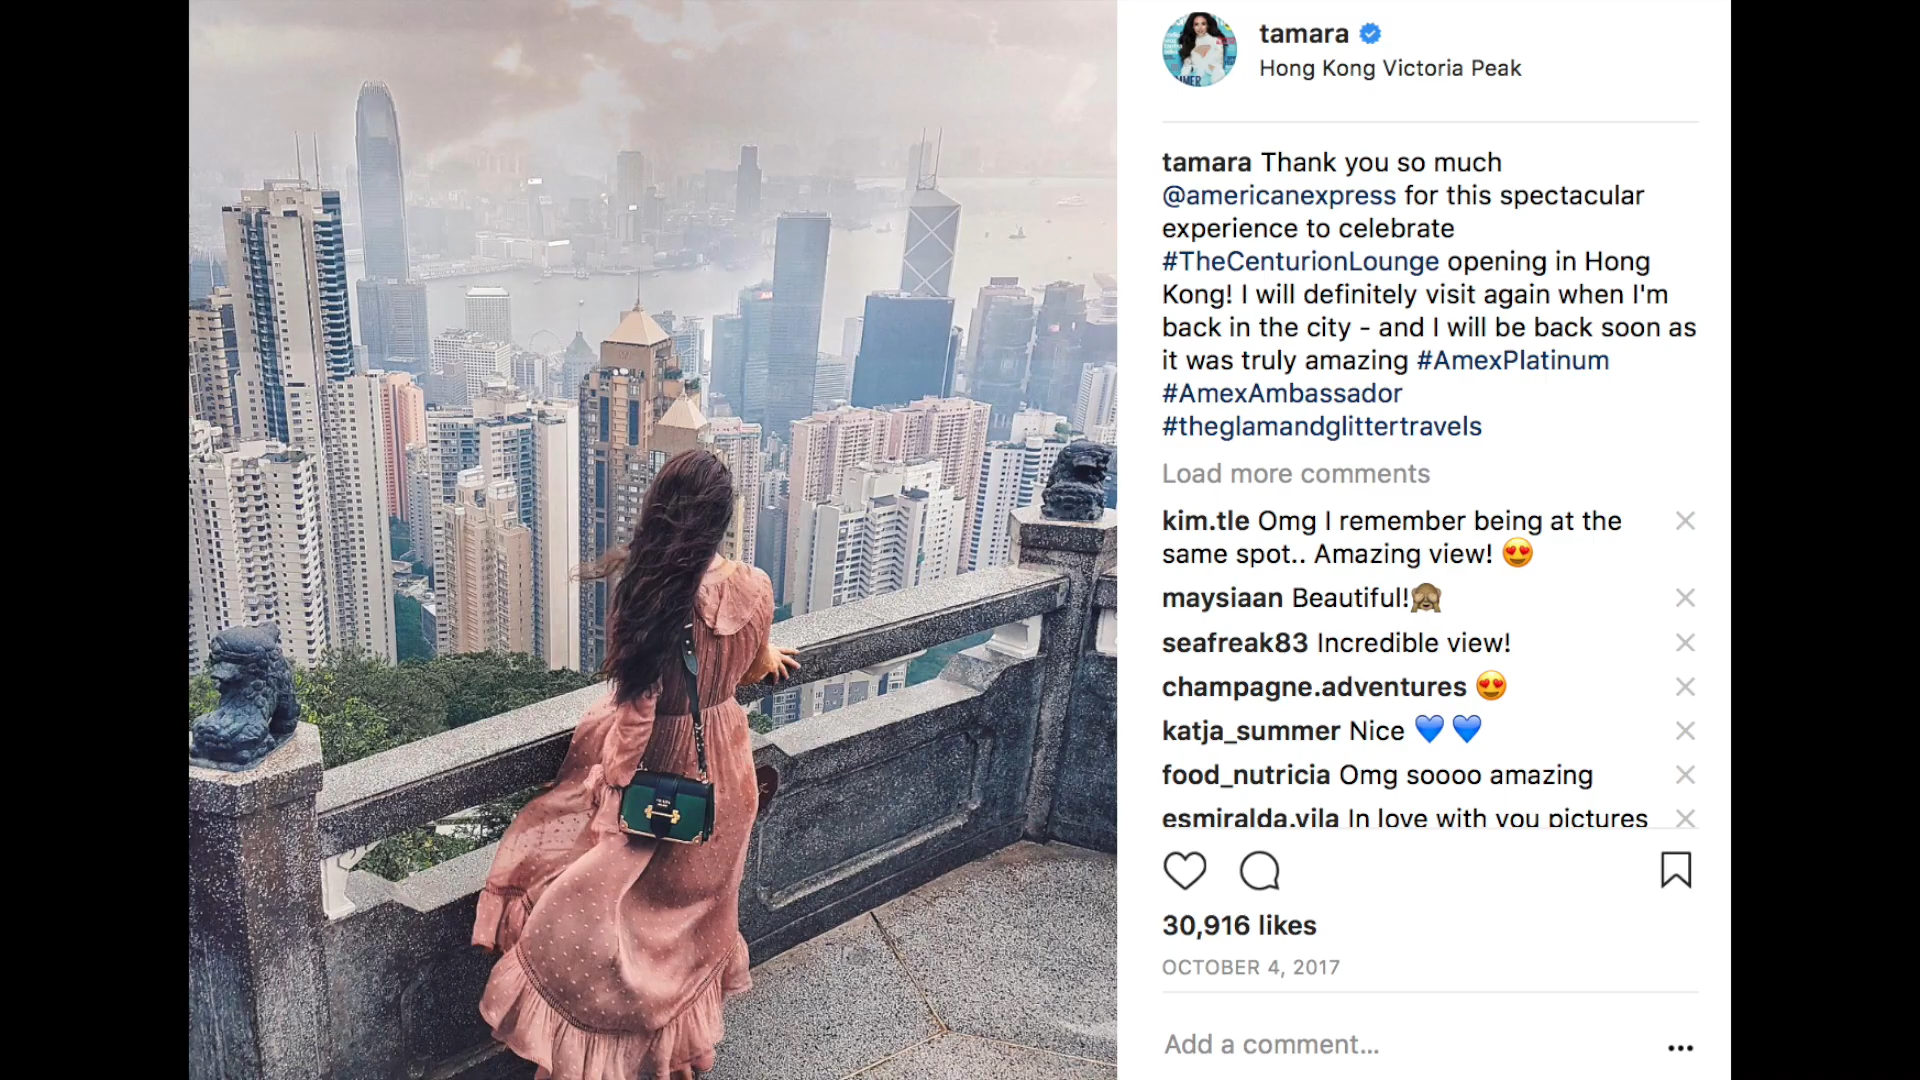 tamara
Hong Kong Victoria Peak
tamara Thank you so much
@americanexpress for this spectacular
experience to celebrate
#TheCenturionLounge opening in Hong
Kong! I will definitely visit again when I'm
back in the city - and I will be back soon as
it was truly amazing #AmexPlatinum
#AmexAmbassador
#theglamandglittertravels
Load more comments
kim.tle Omg I remember being at the
same spot.. Amazing view! 😍
maysiaan Beautiful!🙈
seafreak83 Incredible view!
champagne.adventures 😍
katja_summer Nice 💙 💙
food_nutricia Omg soooo amazing
esmiralda.vila In love with you pictures
30,916 likes
OCTOBER 4, 2017
Add a comment...
PRADA